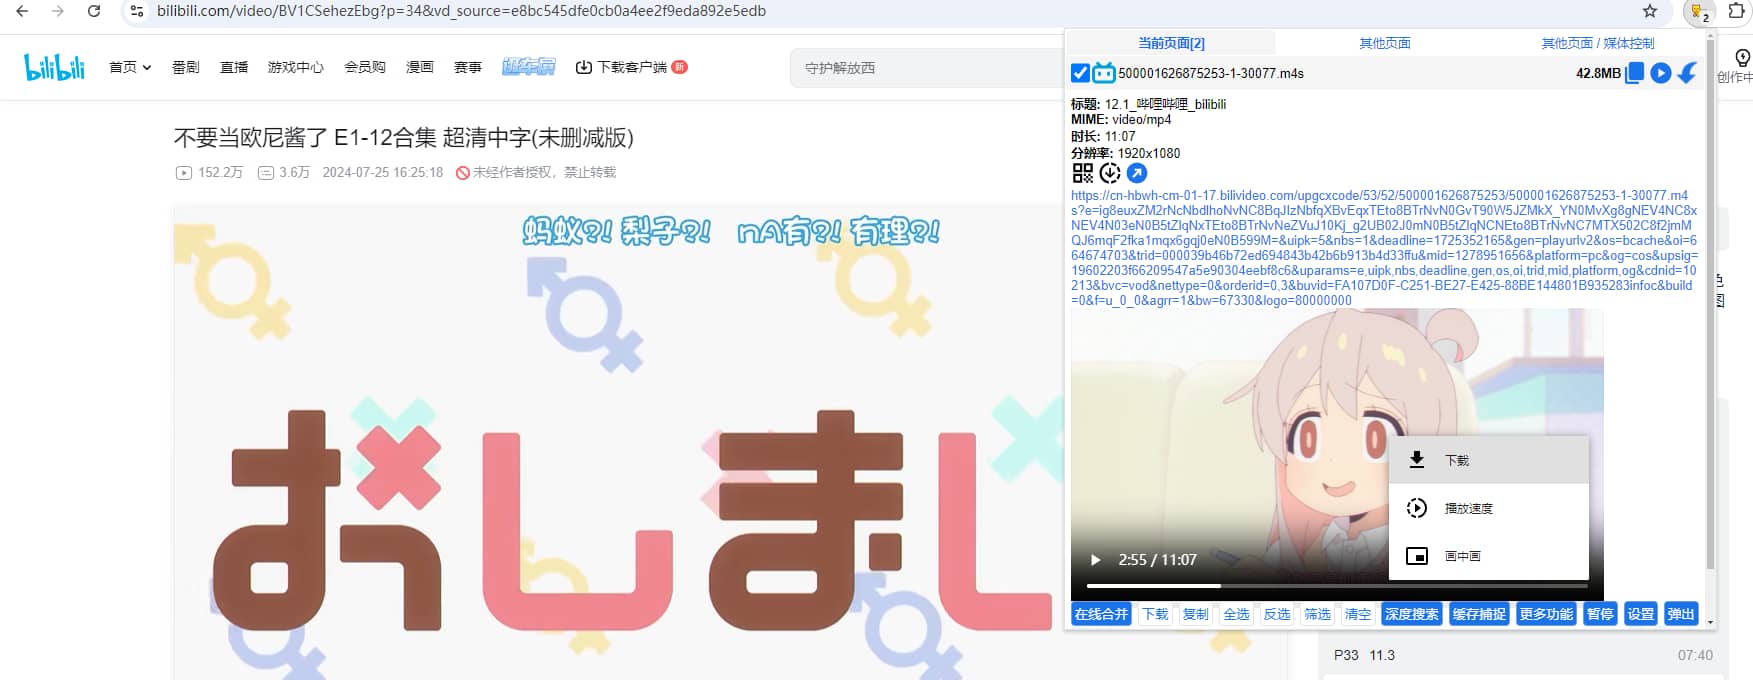 bilibili.com/video/BV1CSehezEbg?p=34&vd_source=e8bc545dfe0cb0a4ee2f9eda892e5edb
2
bilibili 首页 番剧 直播 游戏中心 会员购 漫画 赛事 下载客户端 新
守护解放西
创作中
不要当欧尼酱了 E1-12合集 超清中字(未删减版)
152.2万 3.6万 2024-07-25 16:25:18 未经作者授权，禁止转载
蚂蚁?! 梨子?! nA有?! 有理?!
おしまい
当前页面[2] 其他页面 其他页面 / 媒体控制
500001626875253-1-30077.m4s 42.8MB
标题: 12.1_哔哩哔哩_bilibili
MIME: video/mp4
时长: 11:07
分辨率: 1920x1080
https://cn-hbwh-cm-01-17.bilivideo.com/upgcxcode/53/52/500001626875253/500001626875253-1-30077.m4
s?e=ig8euxZM2rNcNbdlhoNvNC8BqJIzNbfqXBvEqxTEto8BTrNvN0GvT90W5JZMkX_YN0MvXg8gNEV4NC8x
NEV4N03eN0B5tZlqNxTEto8BTrNvNeZVuJ10Kj_g2UB02J0mN0B5tZlqNCNEto8BTrNvNC7MTX502C8f2jmM
QJ6mqF2fka1mqx6gqj0eN0B599M=&uipk=5&nbs=1&deadline=1725352165&gen=playurlv2&os=bcache&oi=6
64674703&trid=000039b46b72ed694843b42b6b913b4d33ffu&mid=1278951656&platform=pc&og=cos&upsig=
19602203f66209547a5e90304eebf8c6&uparams=e,uipk,nbs,deadline,gen,os,oi,trid,mid,platform,og&cdnid=10
213&bvc=vod&nettype=0&orderid=0,3&buvid=FA107D0F-C251-BE27-E425-88BE144801B935283infoc&build
=0&f=u_0_0&agrr=1&bw=67330&logo=80000000
下载
播放速度
画中画
2:55 / 11:07
在线合并 下载 复制 全选 反选 筛选 清空 深度搜索 缓存捕捉 更多功能 暂停 设置 弹出
P33 11.3 07:40